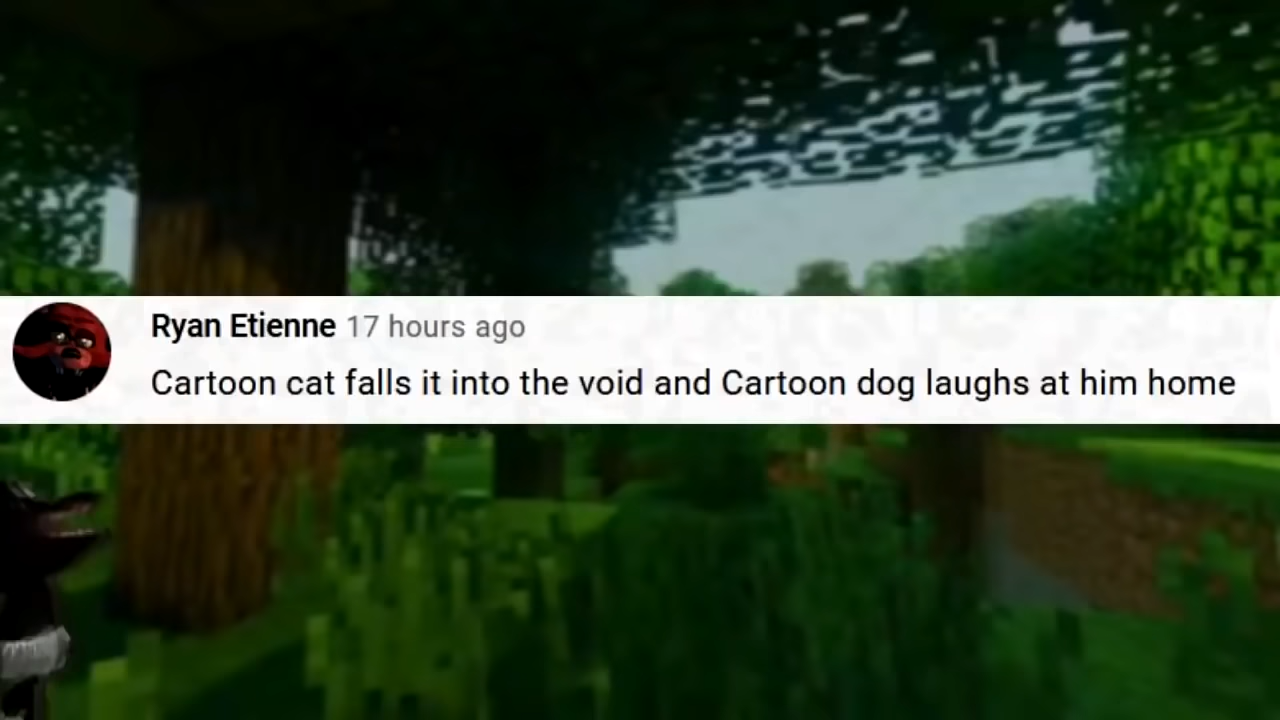 Ryan Etienne 17 hours ago
Cartoon cat falls it into the void and Cartoon dog laughs at him home